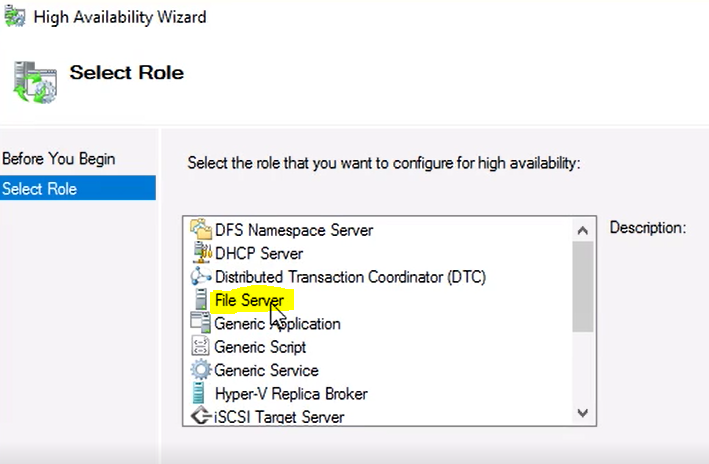 High Availability Wizard
Select Role
Before You Begin
Select Role
Select the role that you want to configure for high availability:
DFS Namespace Server
DHCP Server
Distributed Transaction Coordinator (DTC)
File Server
Generic Application
Generic Script
Generic Service
Hyper-V Replica Broker
iSCSI Target Server
Description: